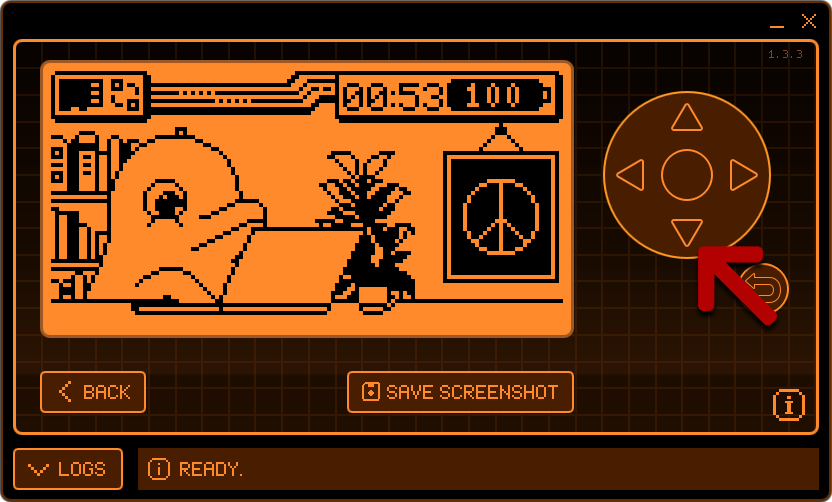 1.3.3
00:53 100
BACK
SAVE SCREENSHOT
LOGS
READY.